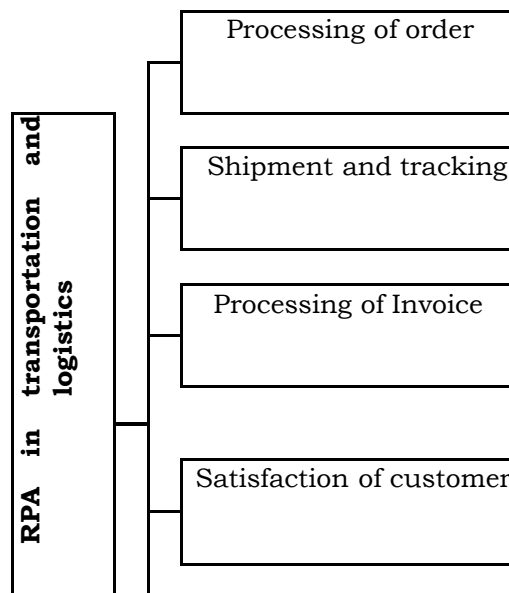 RPA in transportation and
logistics
Processing of order
Shipment and tracking
Processing of Invoice
Satisfaction of customer